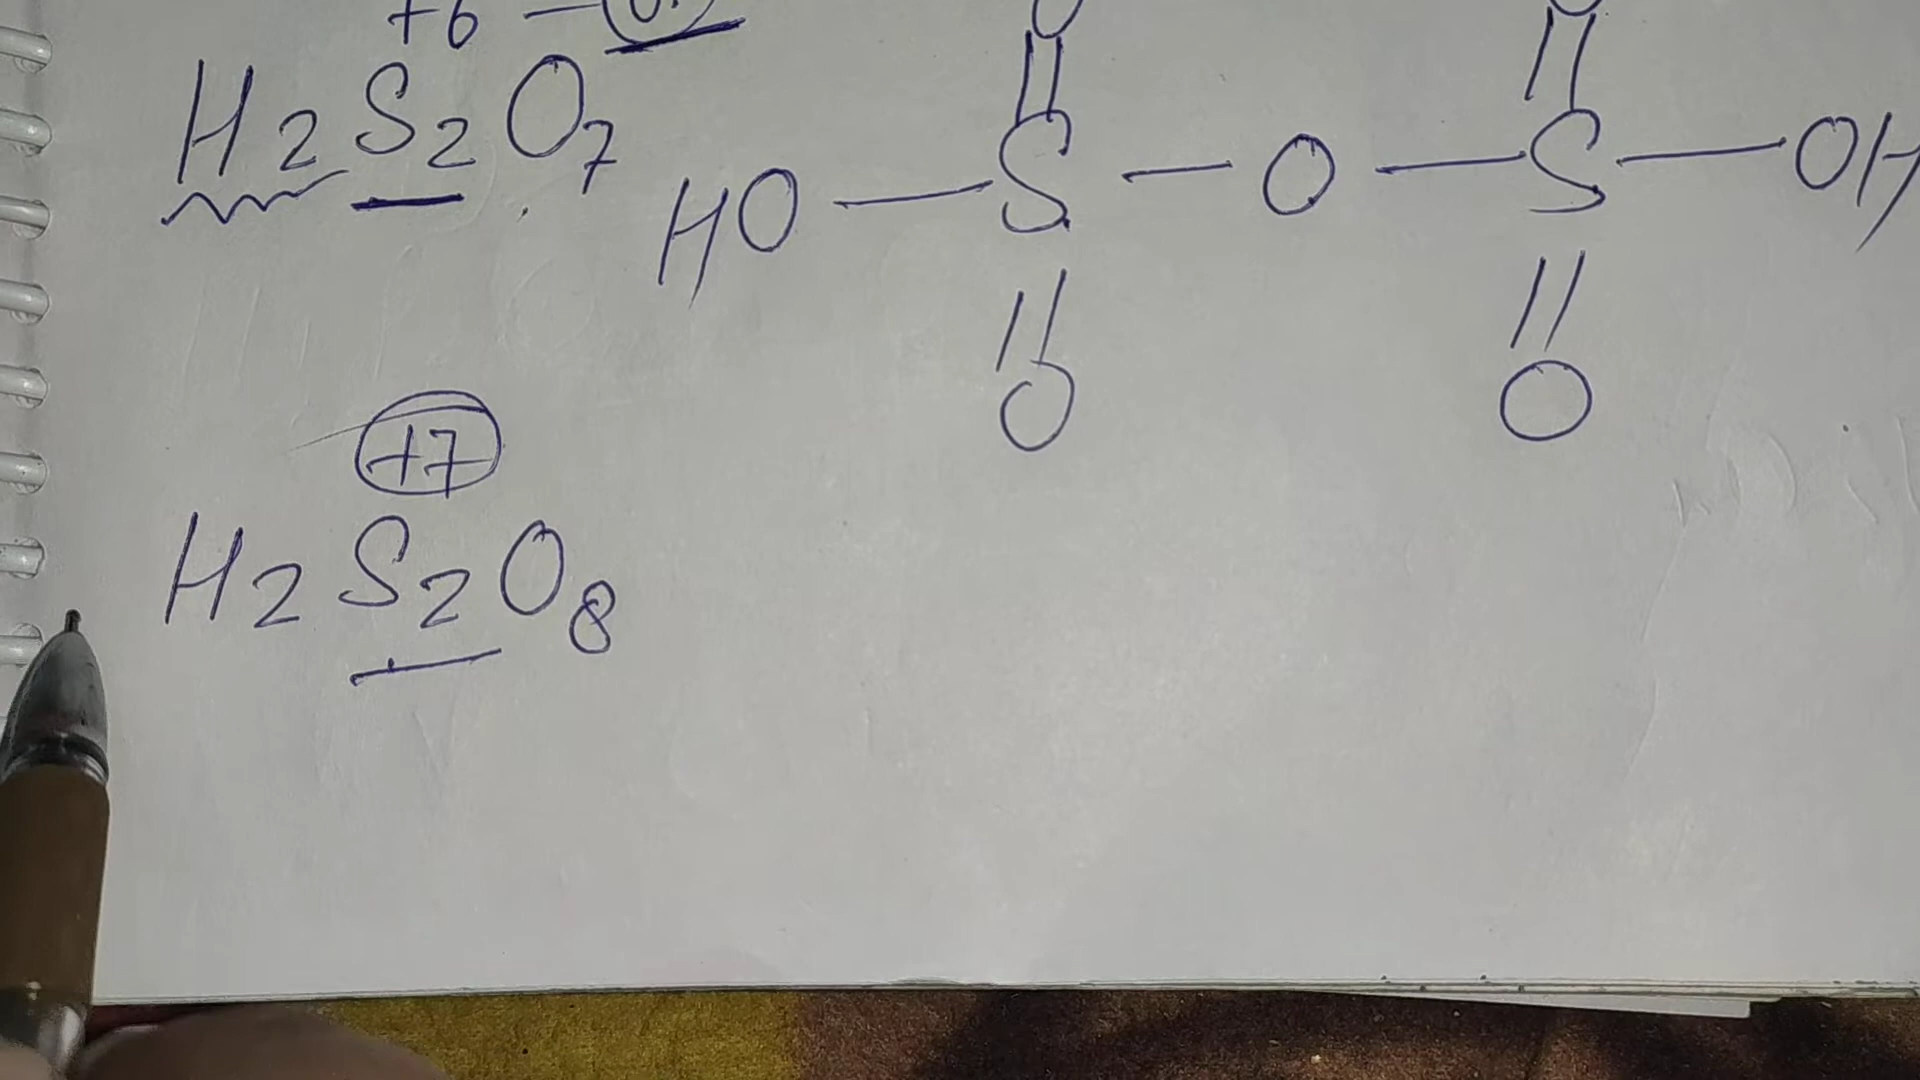 +6 —
H2S2O7
O O
HO — S — O — S — OH
O O
+7
H2S2O8